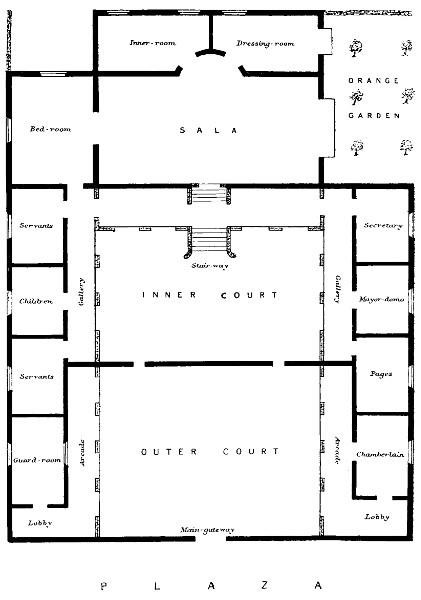 Inner-room
Dressing-room
ORANGE
GARDEN
Bed-room
SALA
Servants
Secretary
Stair-way
Gallery
INNER COURT
Gallery
Children
Mayor-domo
Servants
Pages
Arcade
OUTER COURT
Arcade
Guard-room
Chamberlain
Lobby
Main-gateway
Lobby
PLAZA